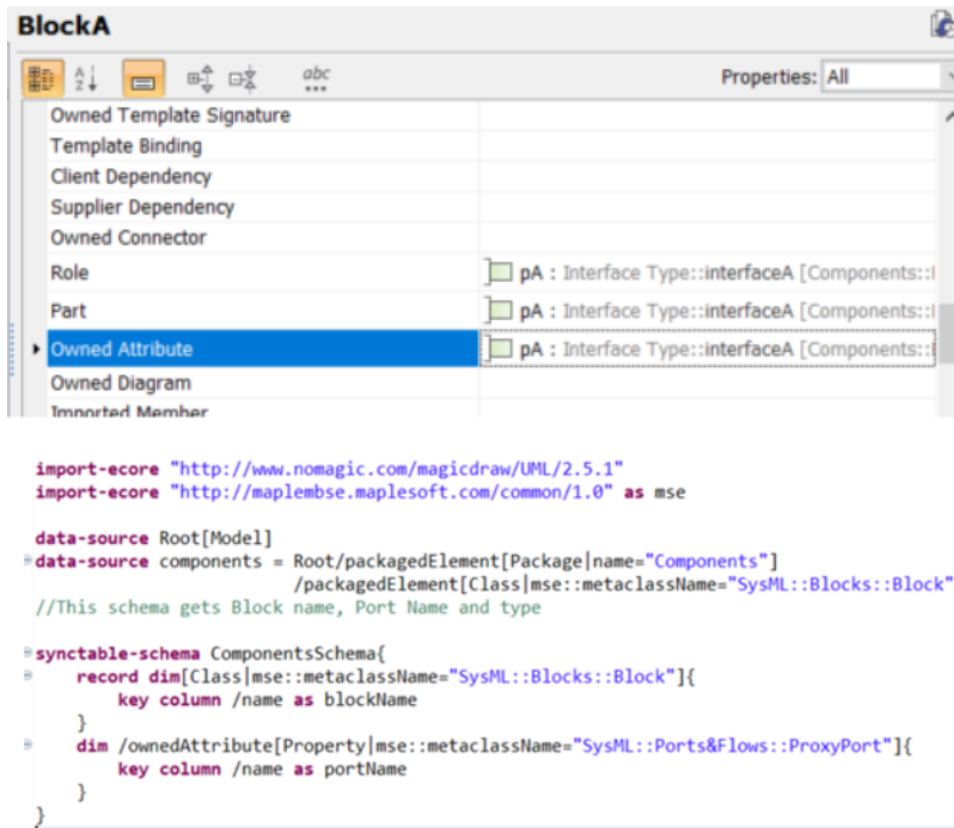 BlockA
abc
Properties: All
Owned Template Signature
Template Binding
Client Dependency
Supplier Dependency
Owned Connector
Role pA : Interface Type::interfaceA [Components::
Part pA : Interface Type::interfaceA [Components::
Owned Attribute pA : Interface Type::interfaceA [Components::
Owned Diagram
Imported Member
import-ecore "http://www.nomagic.com/magicdraw/UML/2.5.1"
import-ecore "http://maplembse.maplesoft.com/common/1.0" as mse
data-source Root[Model]
data-source components = Root/packagedElement[Package|name="Components"]
/packagedElement[Class|mse::metaclassName="SysML::Blocks::Block"
//This schema gets Block name, Port Name and type
synctable-schema ComponentsSchema{
record dim[Class|mse::metaclassName="SysML::Blocks::Block"]{
key column /name as blockName
}
dim /ownedAttribute[Property|mse::metaclassName="SysML::Ports&Flows::ProxyPort"]{
key column /name as portName
}
}